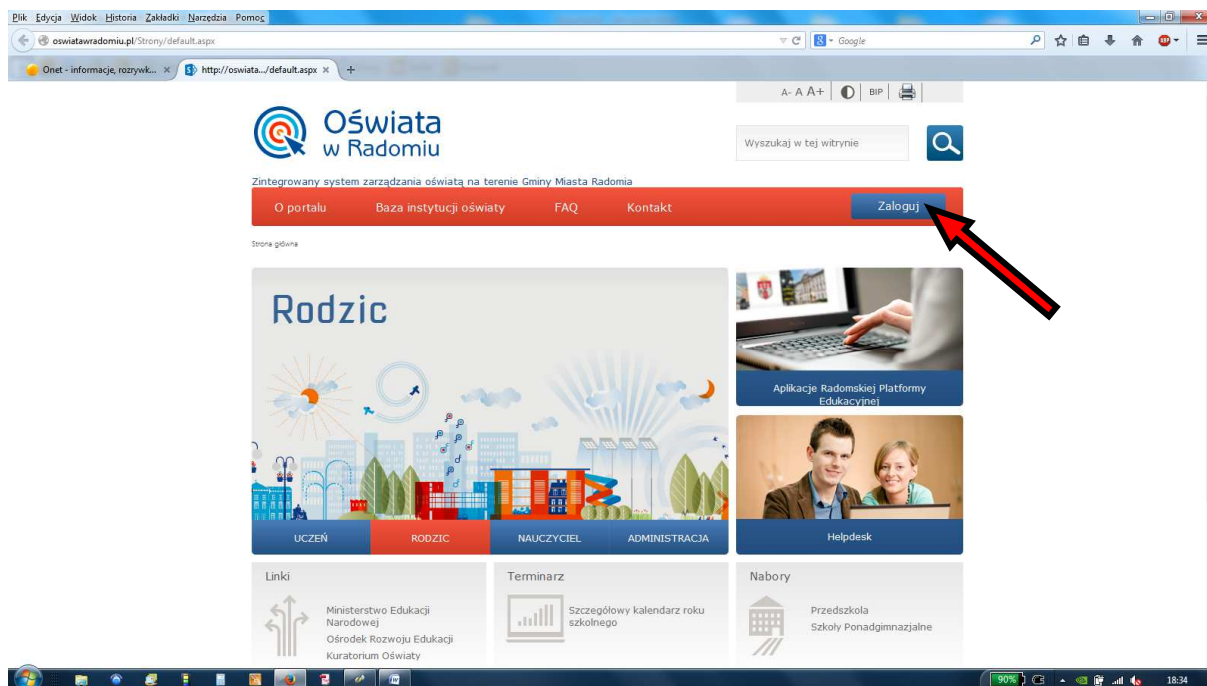 Plik Edycja Widok Historia Zakładki Narzędzia Pomoc
oswiatawradomiu.pl/Strony/default.aspx
Google
Onet - informacje, rozrywk...
http://oswiata.../default.aspx
A- A A+ BIP
Oświata
w Radomiu
Wyszukaj w tej witrynie
Zintegrowany system zarządzania oświatą na terenie Gminy Miasta Radomia
O portalu Baza instytucji oświaty FAQ Kontakt Zaloguj
Strona główna
Rodzic
Aplikacje Radomskiej Platformy
Edukacyjnej
UCZEŃ RODZIC NAUCZYCIEL ADMINISTRACJA
Helpdesk
Linki
Ministerstwo Edukacji
Narodowej
Ośrodek Rozwoju Edukacji
Kuratorium Oświaty
Terminarz
Szczegółowy kalendarz roku
szkolnego
Nabory
Przedszkola
Szkoły Ponadgimnazjalne
90%
18:34